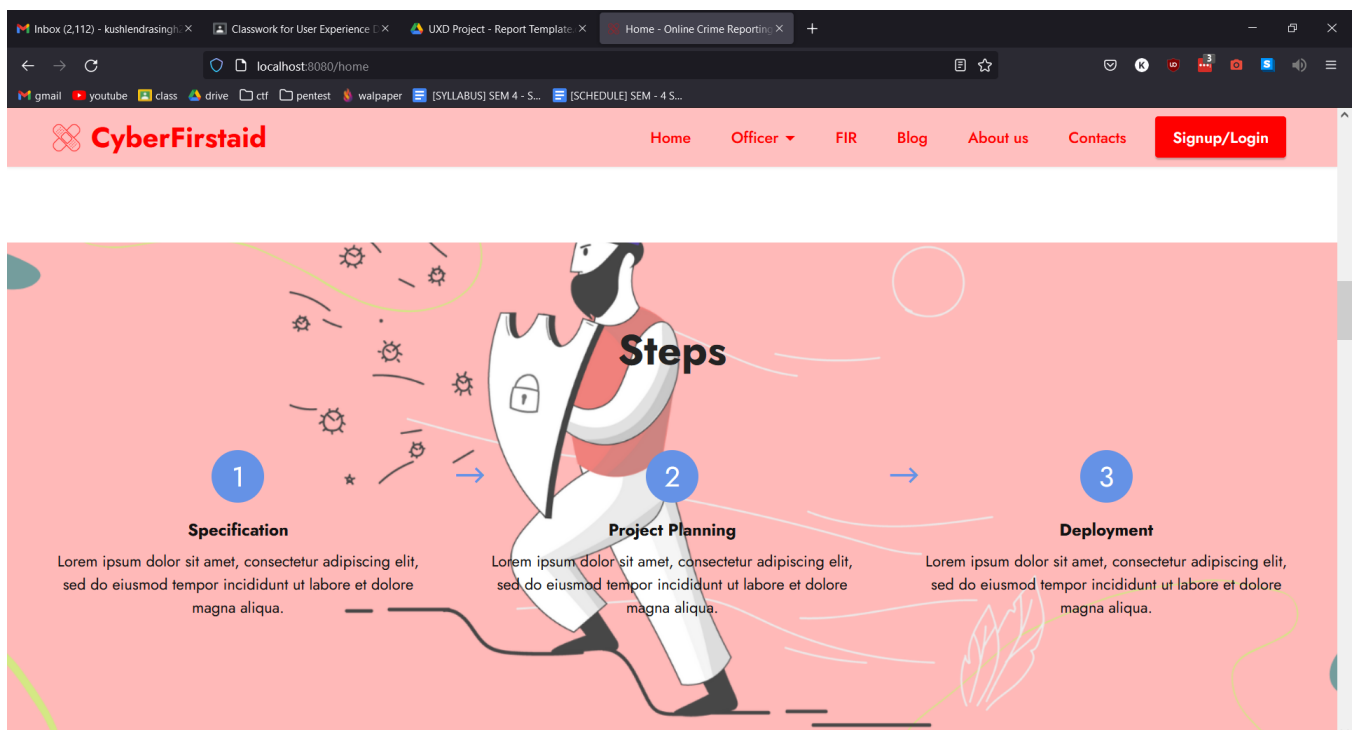 Inbox (2,112) - kushlendrasingh.
Classwork for User Experience D
UXD Project - Report Template.
Home - Online Crime Reporting
localhost:8080/home
K
UD
3
S
gmail
youtube
class
drive
ctf
pentest
walpaper
[SYLLABUS] SEM 4 - S...
[SCHEDULE] SEM - 4 S...
CyberFirstaid
Home
Officer
FIR
Blog
About us
Contacts
Signup/Login
Steps
1
2
3
Specification
Lorem ipsum dolor sit amet, consectetur adipiscing elit,
sed do eiusmod tempor incididunt ut labore et dolore
magna aliqua.
Project Planning
Lorem ipsum dolor sit amet, consectetur adipiscing elit,
sed do eiusmod tempor incididunt ut labore et dolore
magna aliqua.
Deployment
Lorem ipsum dolor sit amet, consectetur adipiscing elit,
sed do eiusmod tempor incididunt ut labore et dolore
magna aliqua.